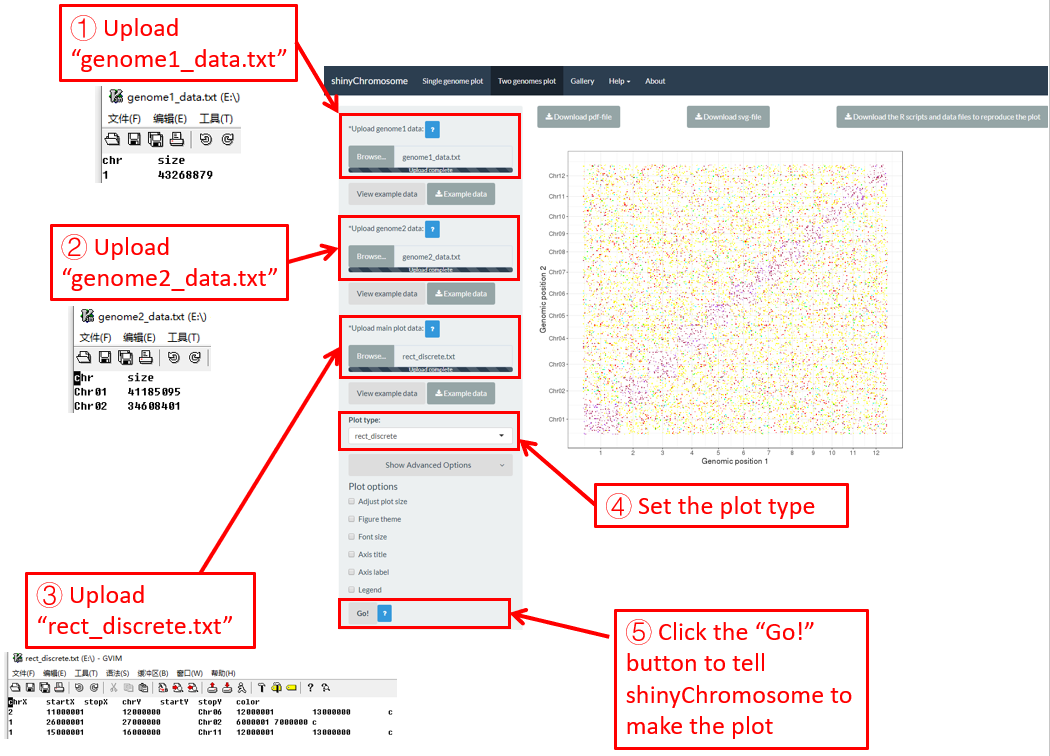 ① Upload
“genome1_data.txt”
genome1_data.txt (E:\)
文件(F) 编辑(E) 工具(T)
chr size
1 43268879
② Upload
“genome2_data.txt”
genome2_data.txt (E:\)
文件(F) 编辑(E) 工具(T)
chr size
Chr01 41185095
Chr02 34608401
③ Upload
“rect_discrete.txt”
rect_discrete.txt (E:\) - GVIM
文件(F) 编辑(E) 工具(T) 语法(S) 缓冲区(B) 窗口(W) 帮助(H)
chrX startX stopX chrY startY stopY color
2 11000001 12000000 Chr06 12000001 13000000 c
1 26000001 27000000 Chr02 6000001 7000000 c
1 15000001 16000000 Chr11 12000001 13000000 c
shinyChromosome Single genome plot Two genomes plot Gallery Help About
*Upload genome1 data: ?
Browse... genome1_data.txt
Upload complete
View example data Example data
*Upload genome2 data: ?
Browse... genome2_data.txt
Upload complete
View example data Example data
*Upload main plot data: ?
Browse... rect_discrete.txt
Upload complete
View example data Example data
Plot type:
rect_discrete
Show Advanced Options
Plot options
Adjust plot size
Figure theme
Font size
Axis title
Axis label
Legend
Go! ?
Download pdf-file Download svg-file Download the R scripts and data files to reproduce the plot
Genomic position 2
Chr12
Chr11
Chr10
Chr09
Chr08
Chr07
Chr06
Chr05
Chr04
Chr03
Chr02
Chr01
1 2 3 4 5 6 7 8 9 10 11 12
Genomic position 1
④ Set the plot type
⑤ Click the “Go!”
button to tell
shinyChromosome to
make the plot